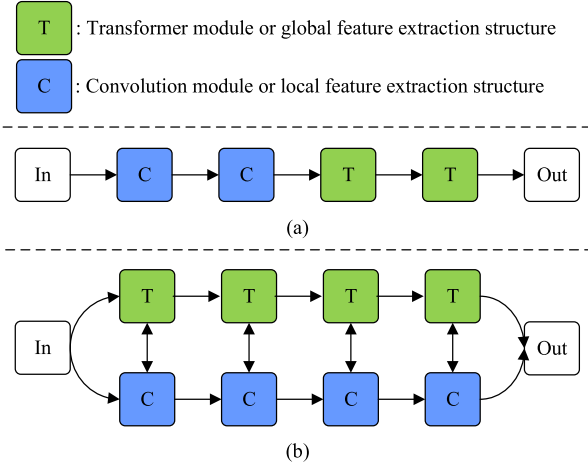 T : Transformer module or global feature extraction structure
C : Convolution module or local feature extraction structure
In C C T T Out
(a)
T T T T
In Out
C C C C
(b)